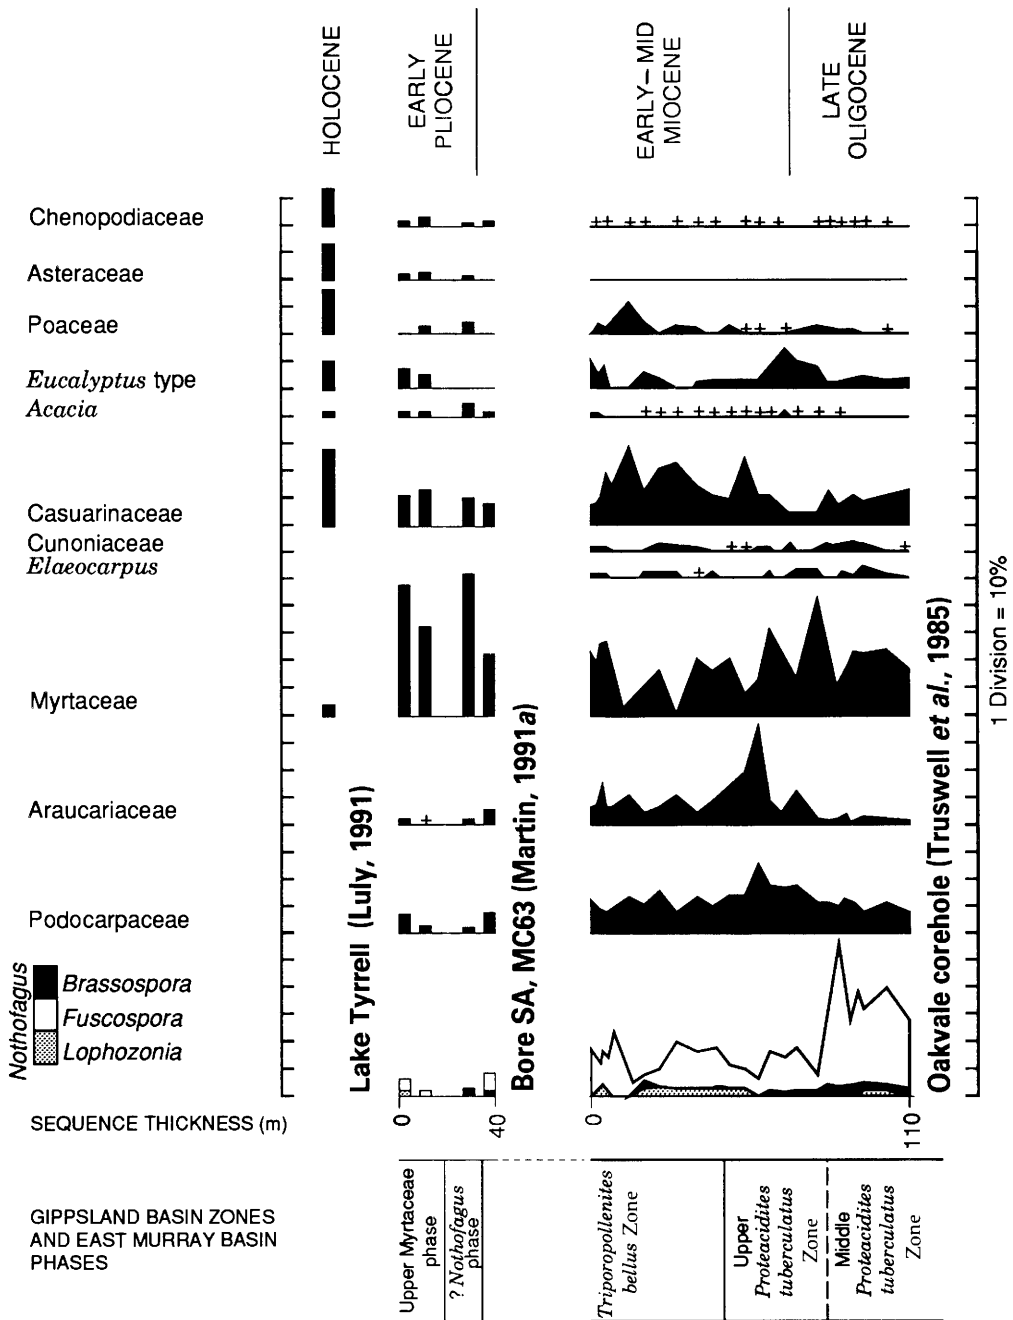 HOLOCENE
EARLY
PLIOCENE
EARLY–MID
MIOCENE
LATE
OLIGOCENE
Chenopodiaceae
Asteraceae
Poaceae
Eucalyptus type
Acacia
Casuarinaceae
Cunoniaceae
Elaeocarpus
Myrtaceae
Araucariaceae
Podocarpaceae
Nothofagus
Brassospora
Fuscospora
Lophozonia
Lake Tyrrell (Luly, 1991)
Bore SA, MC63 (Martin, 1991a)
Oakvale corehole (Truswell et al., 1985)
1 Division = 10%
SEQUENCE THICKNESS (m)
0
40
0
110
GIPPSLAND BASIN ZONES
AND EAST MURRAY BASIN
PHASES
Upper Myrtaceae
phase
? Nothofagus
phase
Triporopollenites
bellus Zone
Upper
Proteacidites
tuberculatus
Zone
Middle
Proteacidites
tuberculatus
Zone